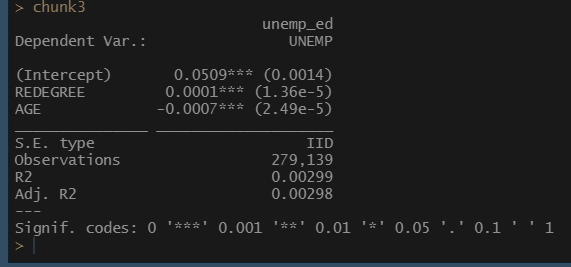 > chunk3
unemp_ed
Dependent Var.: UNEMP
(Intercept) 0.0509*** (0.0014)
REDEGREE 0.0001*** (1.36e-5)
AGE -0.0007*** (2.49e-5)
_______________ ____________________
S.E. type IID
Observations 279,139
R2 0.00299
Adj. R2 0.00298
---
Signif. codes: 0 '***' 0.001 '**' 0.01 '*' 0.05 '.' 0.1 ' ' 1
>